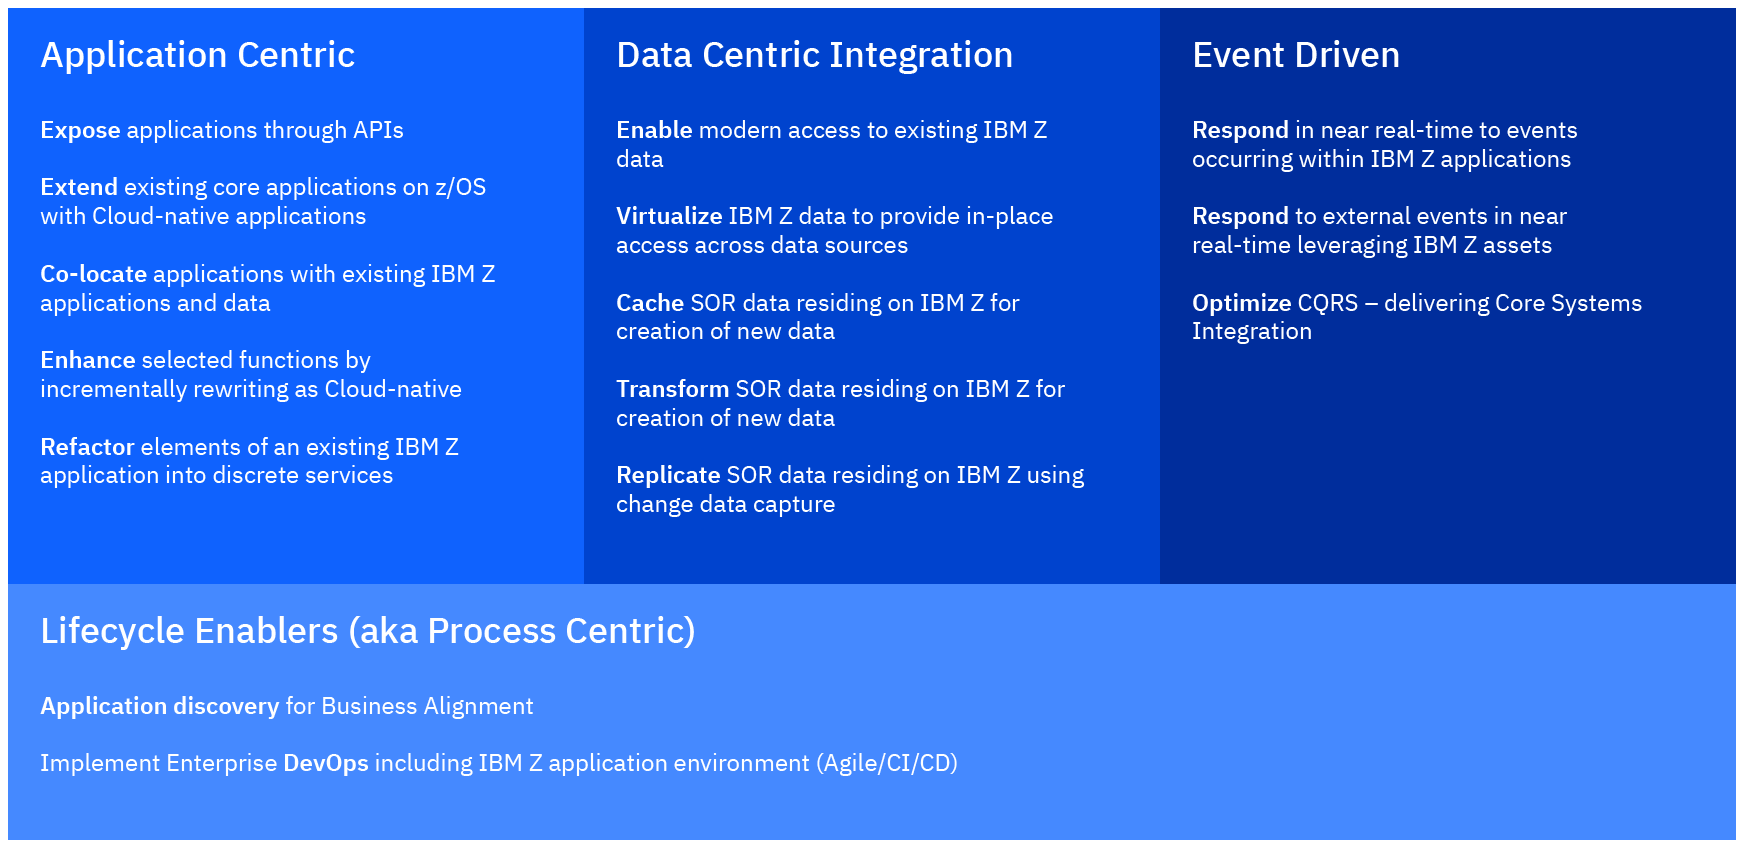 Application Centric
Expose applications through APIs
Extend existing core applications on z/OS
with Cloud-native applications
Co-locate applications with existing IBM Z
applications and data
Enhance selected functions by
incrementally rewriting as Cloud-native
Refactor elements of an existing IBM Z
application into discrete services
Data Centric Integration
Enable modern access to existing IBM Z
data
Virtualize IBM Z data to provide in-place
access across data sources
Cache SOR data residing on IBM Z for
creation of new data
Transform SOR data residing on IBM Z for
creation of new data
Replicate SOR data residing on IBM Z using
change data capture
Event Driven
Respond in near real-time to events
occurring within IBM Z applications
Respond to external events in near
real-time leveraging IBM Z assets
Optimize CQRS – delivering Core Systems
Integration
Lifecycle Enablers (aka Process Centric)
Application discovery for Business Alignment
Implement Enterprise DevOps including IBM Z application environment (Agile/CI/CD)